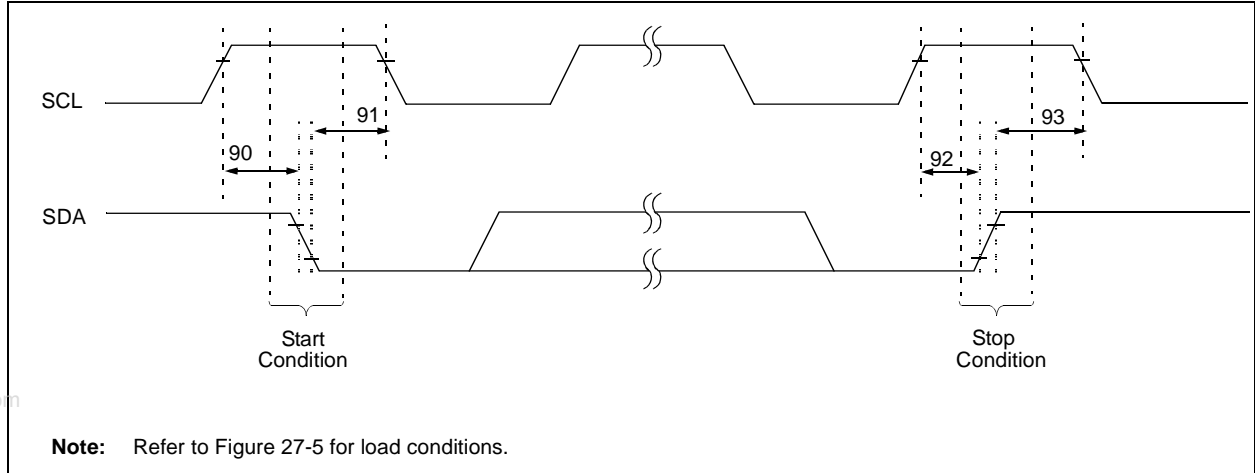 SCL
91
93
90
92
SDA
Start
Condition
Stop
Condition
om
Note: Refer to Figure 27-5 for load conditions.